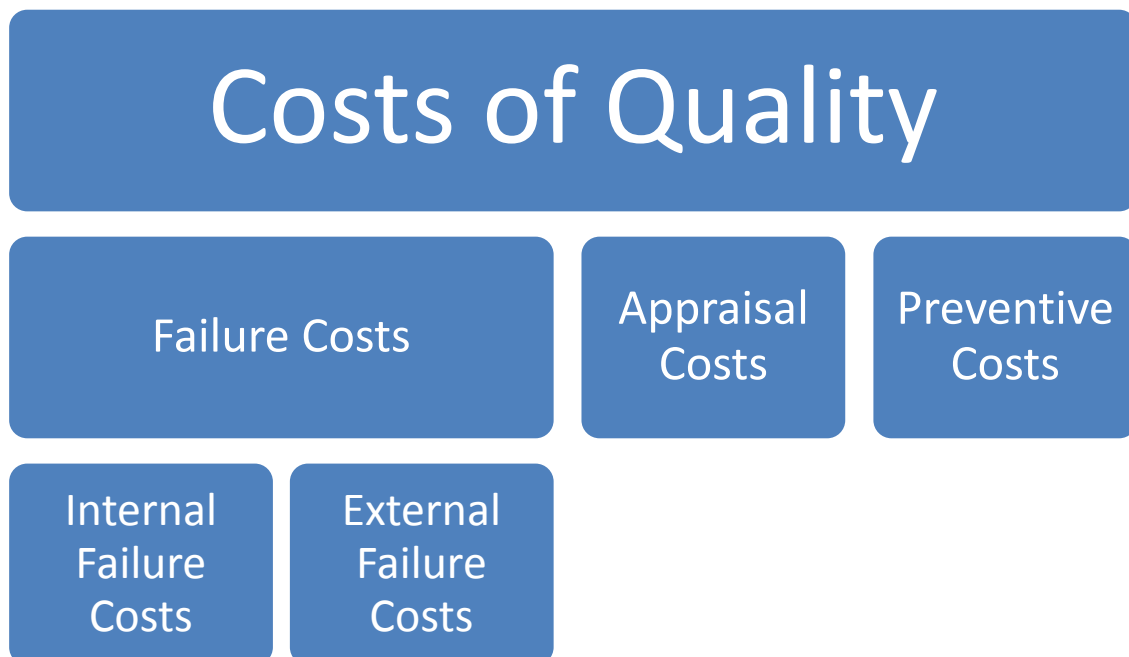 Costs of Quality
Failure Costs
Appraisal
Costs
Preventive
Costs
Internal
Failure
Costs
External
Failure
Costs